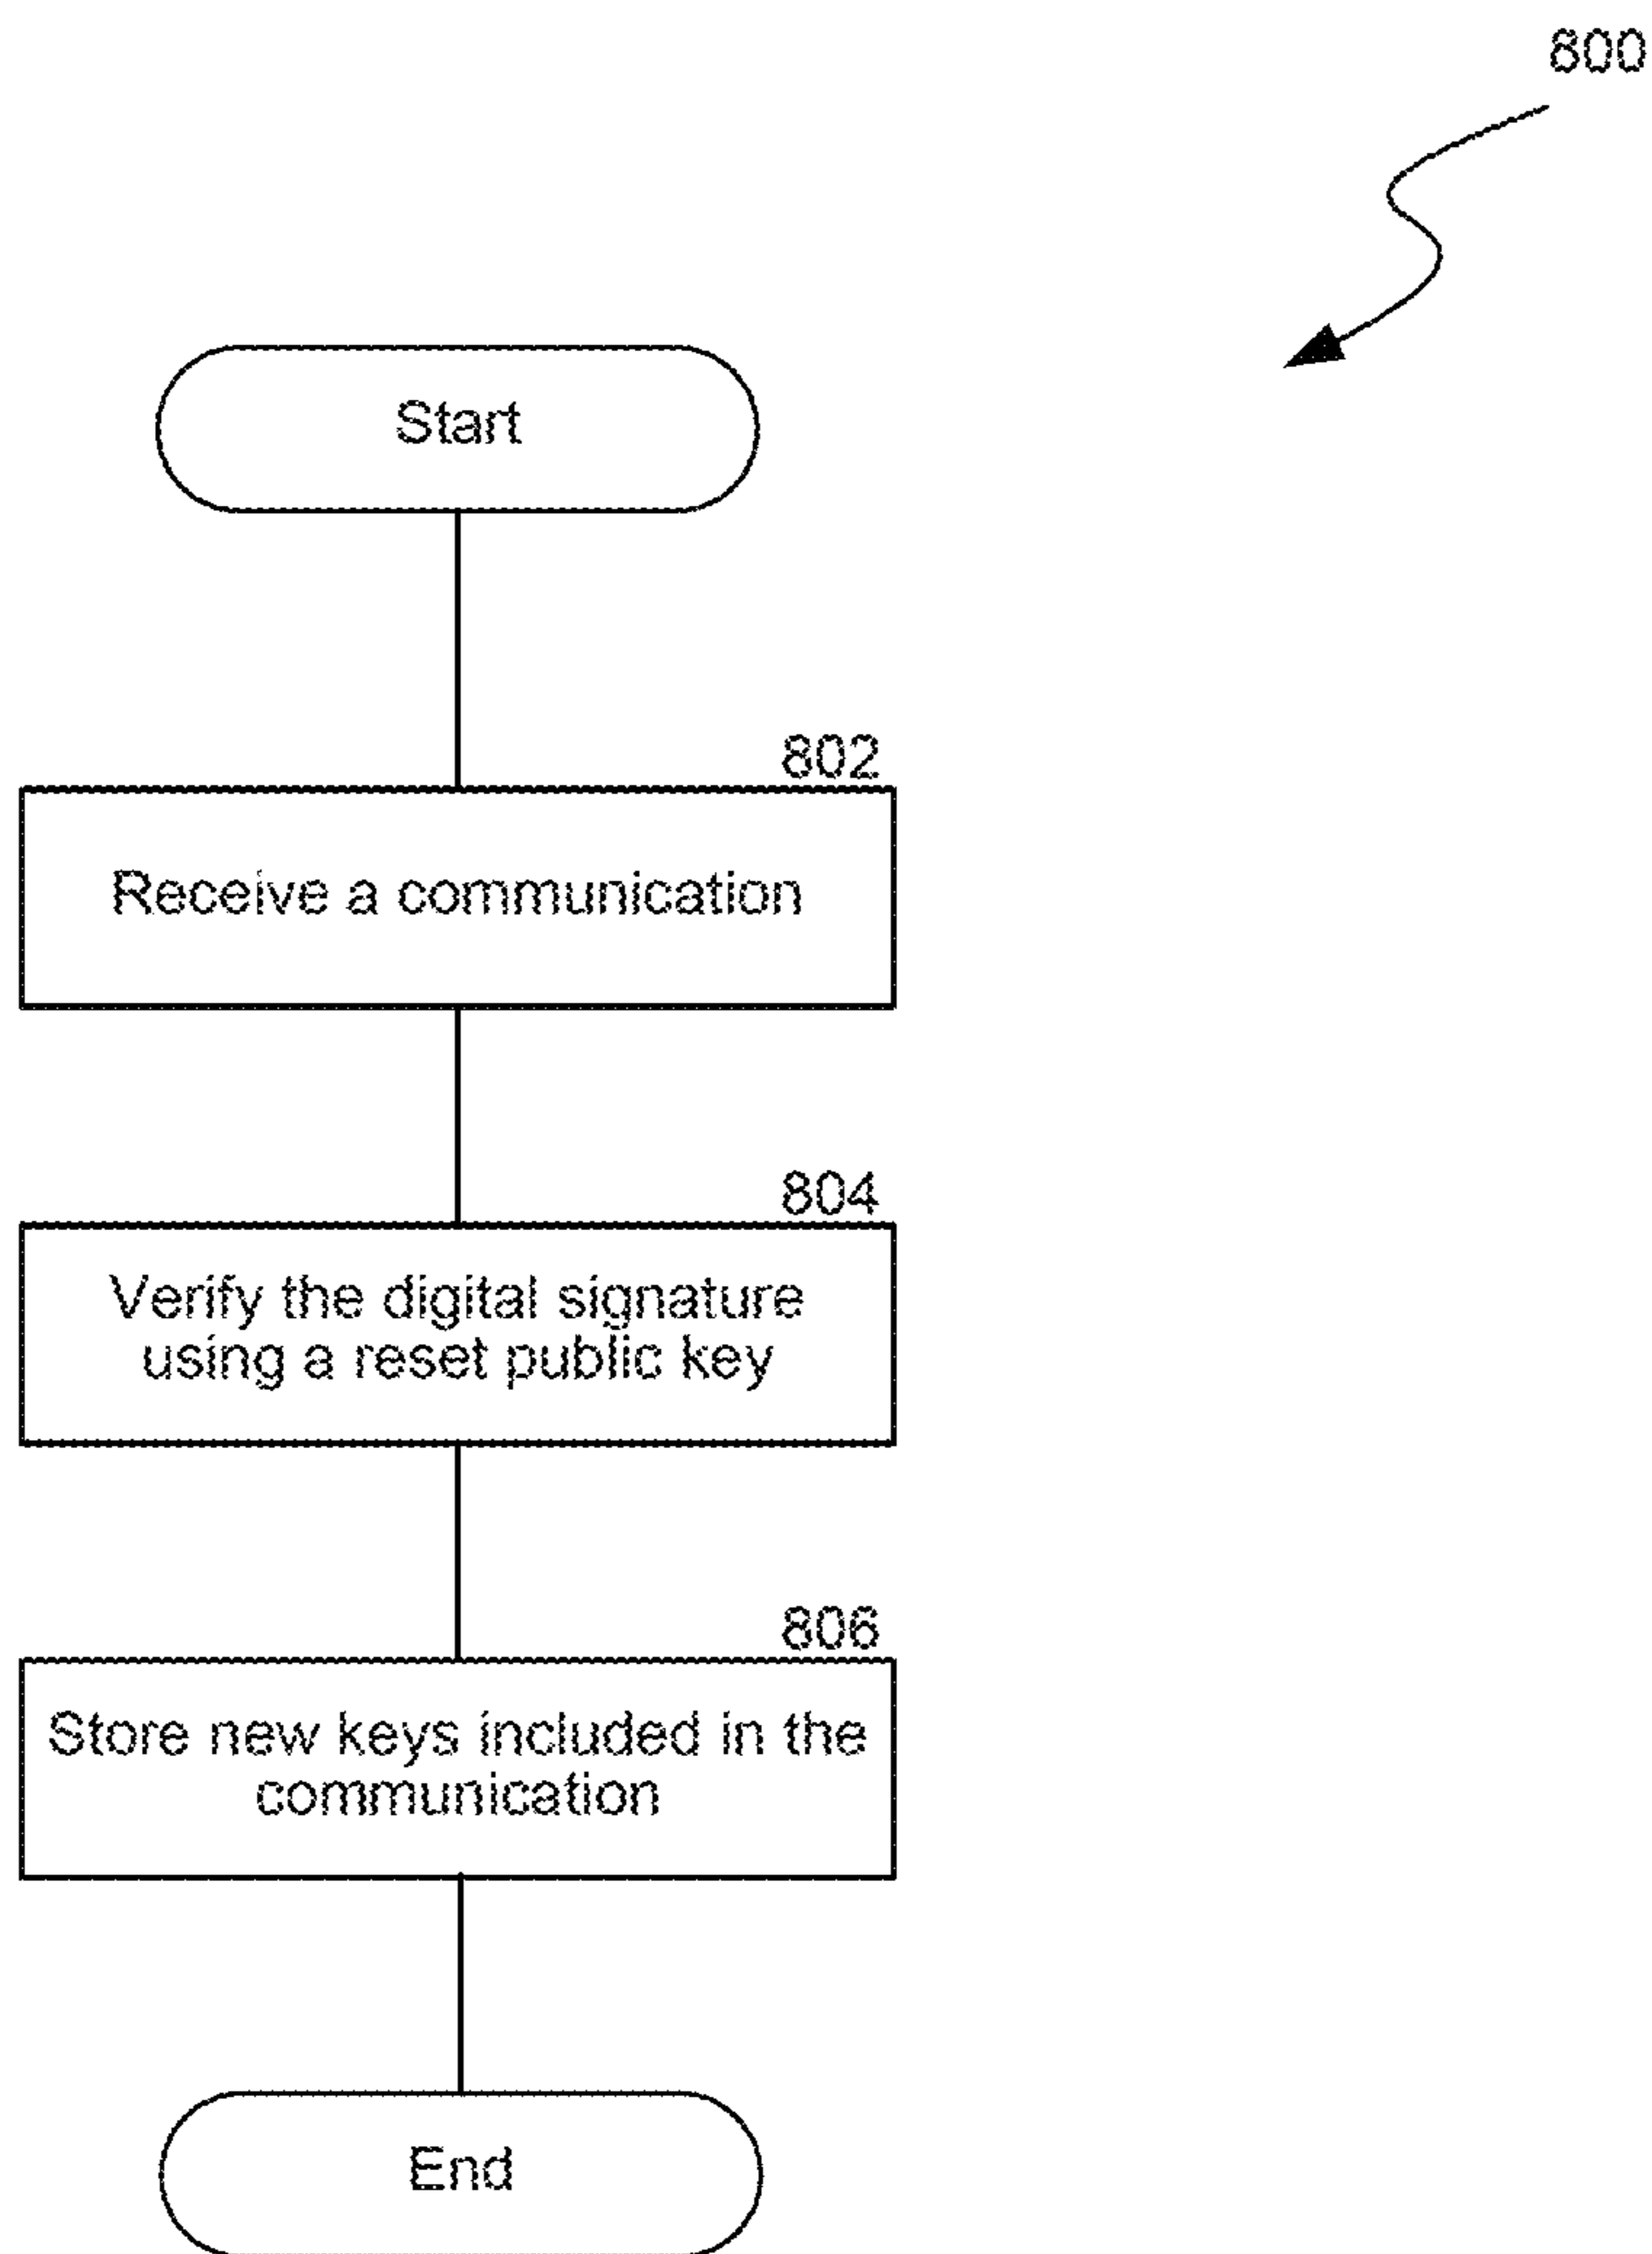 800
Start
802
Receive a communication
804
Verify the digital signature
using a reset public key
806
Store new keys included in the
communication
End